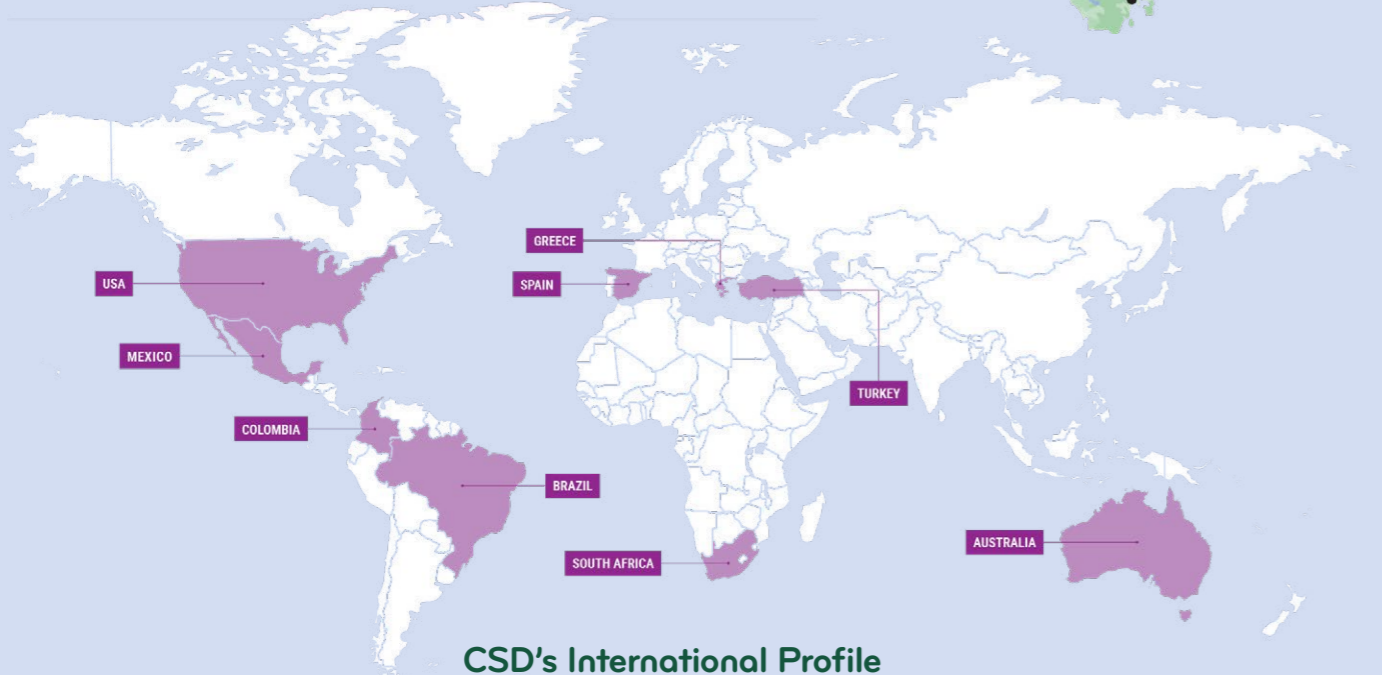 GREECE
USA
SPAIN
MEXICO
TURKEY
COLOMBIA
BRAZIL
AUSTRALIA
SOUTH AFRICA
CSD's International Profile